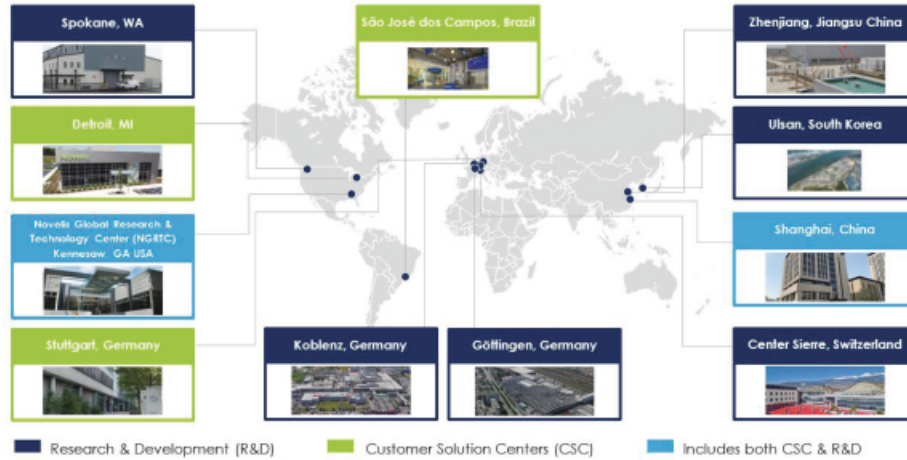 Spokane, WA
São José dos Campos, Brazil
Zhenjiang, Jiangsu China
Detroit, MI
NOVELIS
Ulsan, South Korea
Novelis Global Research &
Technology Center (NGRTC)
Kennesaw, GA USA
Shanghai, China
Stuttgart, Germany
Koblenz, Germany
Göttingen, Germany
Center Sierre, Switzerland
Research & Development (R&D)
Customer Solution Centers (CSC)
Includes both CSC & R&D